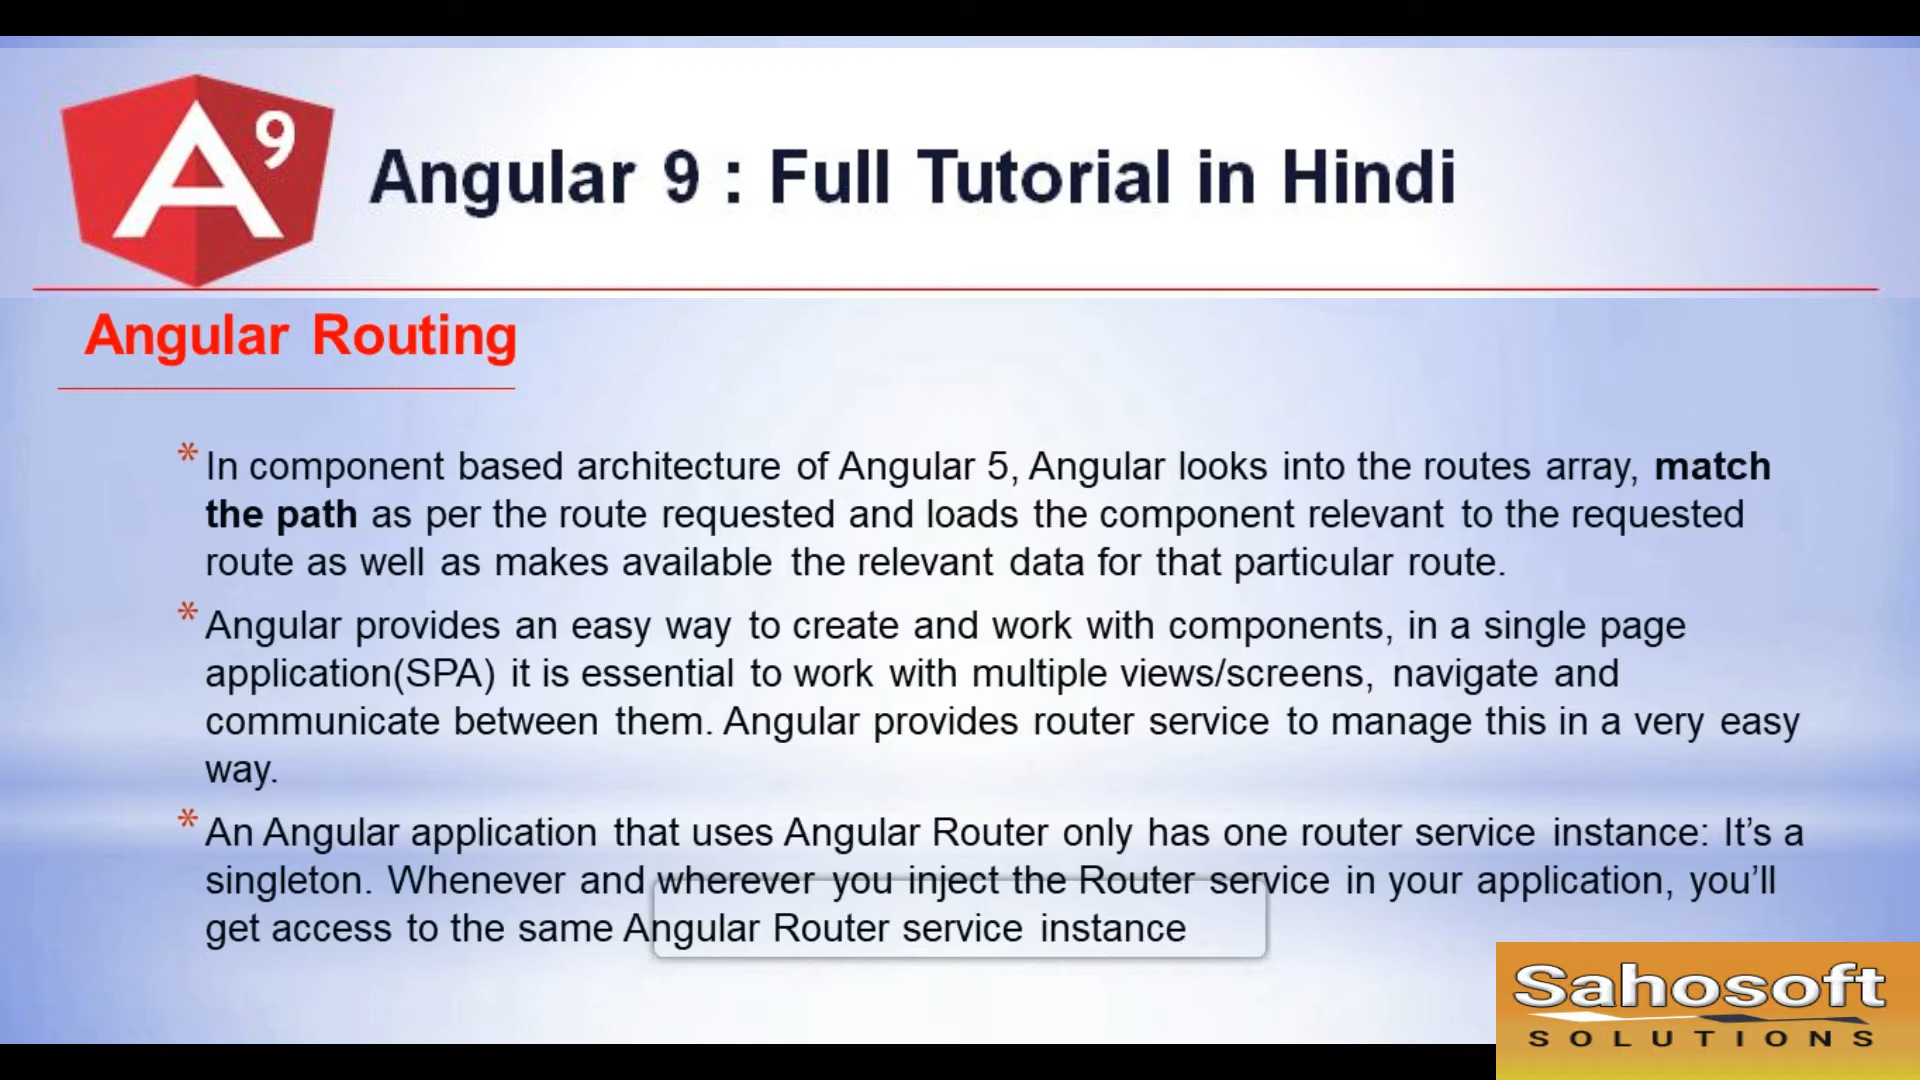 A9
Angular 9 : Full Tutorial in Hindi
Angular Routing
* In component based architecture of Angular 5, Angular looks into the routes array, match
the path as per the route requested and loads the component relevant to the requested
route as well as makes available the relevant data for that particular route.
* Angular provides an easy way to create and work with components, in a single page
application(SPA) it is essential to work with multiple views/screens, navigate and
communicate between them. Angular provides router service to manage this in a very easy
way.
* An Angular application that uses Angular Router only has one router service instance: It’s a
singleton. Whenever and wherever you inject the Router service in your application, you’ll
get access to the same Angular Router service instance
Sahosoft
SOLUTIONS